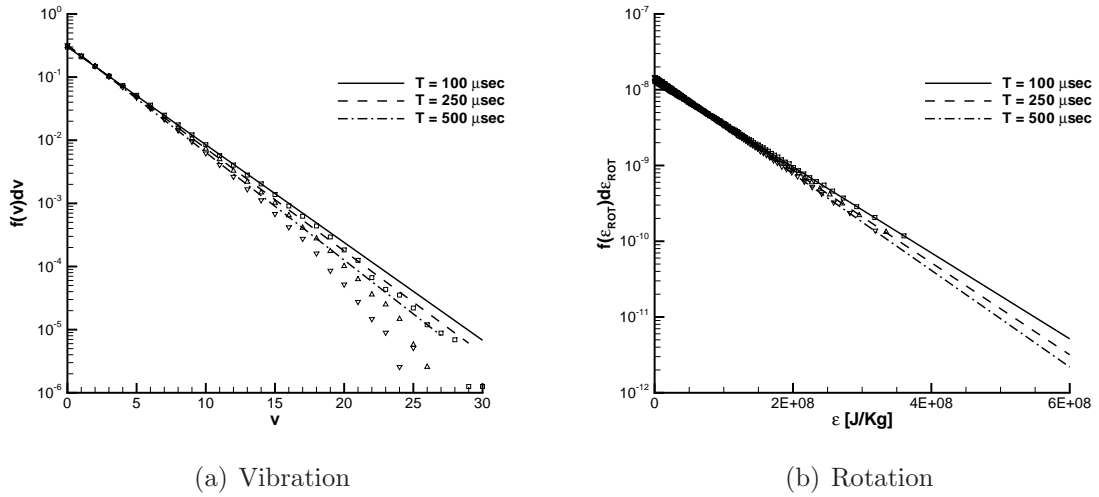 10⁰
10⁻¹
10⁻²
10⁻³
10⁻⁴
10⁻⁵
10⁻⁶
f(v)dv
0 5 10 15 20 25 30
v
T = 100 μsec
T = 250 μsec
T = 500 μsec
(a) Vibration
10⁻⁷
10⁻⁸
10⁻⁹
10⁻¹⁰
10⁻¹¹
10⁻¹²
f(ε_ROT)dε_ROT
0 2E+08 4E+08 6E+08
ε [J/Kg]
T = 100 μsec
T = 250 μsec
T = 500 μsec
(b) Rotation